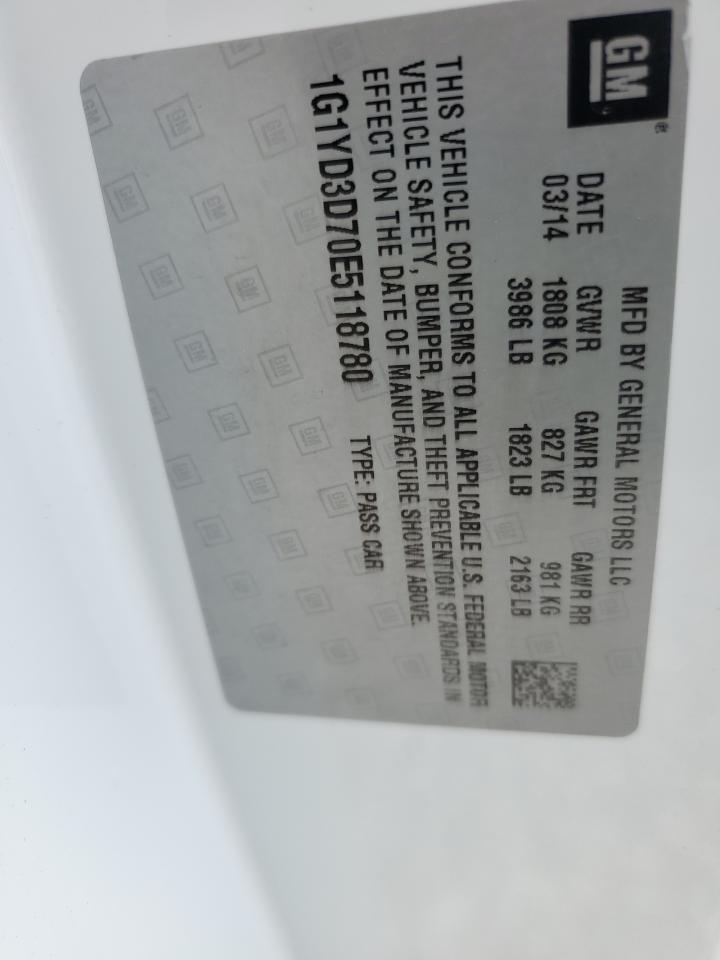 GM
MFD BY GENERAL MOTORS LLC
DATE GVWR GAWR FRT GAWR RR
03/14 1808 KG 827 KG 981 KG
3986 LB 1823 LB 2163 LB
THIS VEHICLE CONFORMS TO ALL APPLICABLE U.S. FEDERAL MOTOR
VEHICLE SAFETY, BUMPER, AND THEFT PREVENTION STANDARDS IN
EFFECT ON THE DATE OF MANUFACTURE SHOWN ABOVE.
1G1YD3D70E5118780 TYPE: PASS CAR